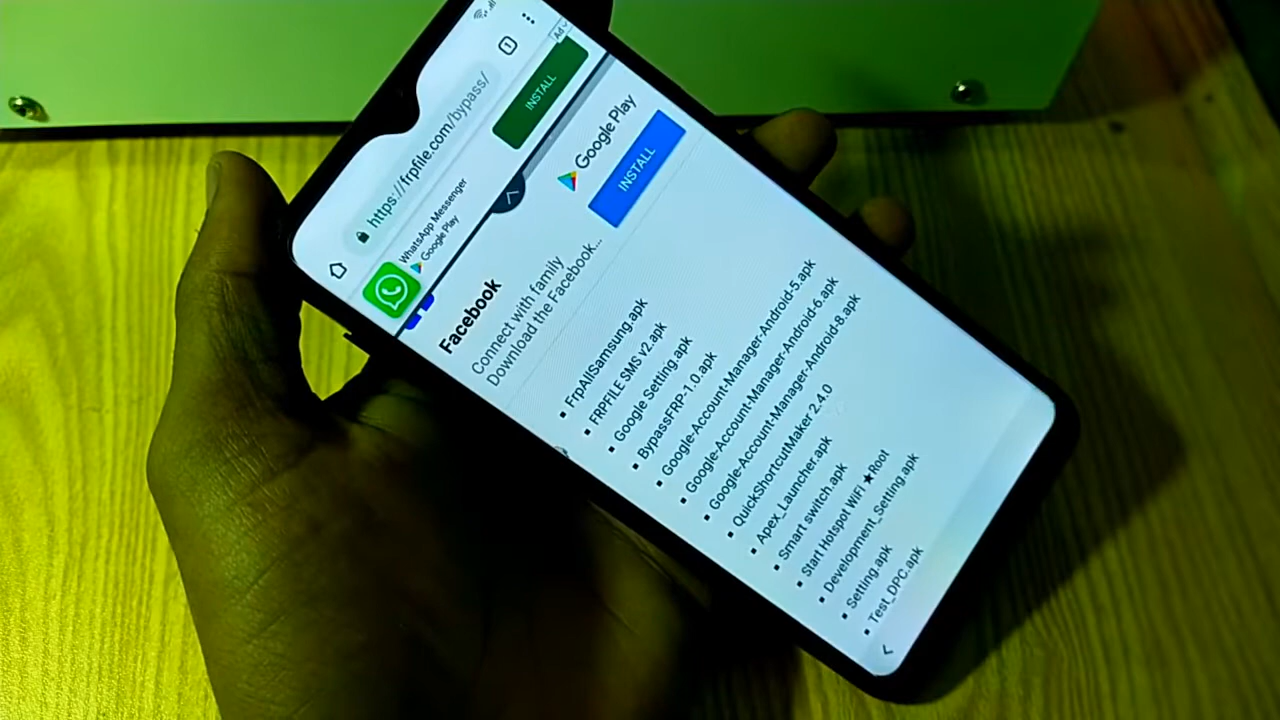 1
https://frpfile.com/bypass/
Ad
INSTALL
WhatsApp Messenger
Google Play
Google Play
INSTALL
Facebook
Connect with family
Download the Facebook...
FrpAllSamsung.apk
FRPFILE SMS v2.apk
Google Setting.apk
BypassFRP-1.0.apk
Google-Account-Manager-Android-5.apk
Google-Account-Manager-Android-6.apk
Google-Account-Manager-Android-8.apk
QuickShortcutMaker 2.4.0
Apex_Launcher.apk
Smart switch.apk
Start Hotspot WiFi ★Root
Development_Setting.apk
Setting.apk
Test_DPC.apk